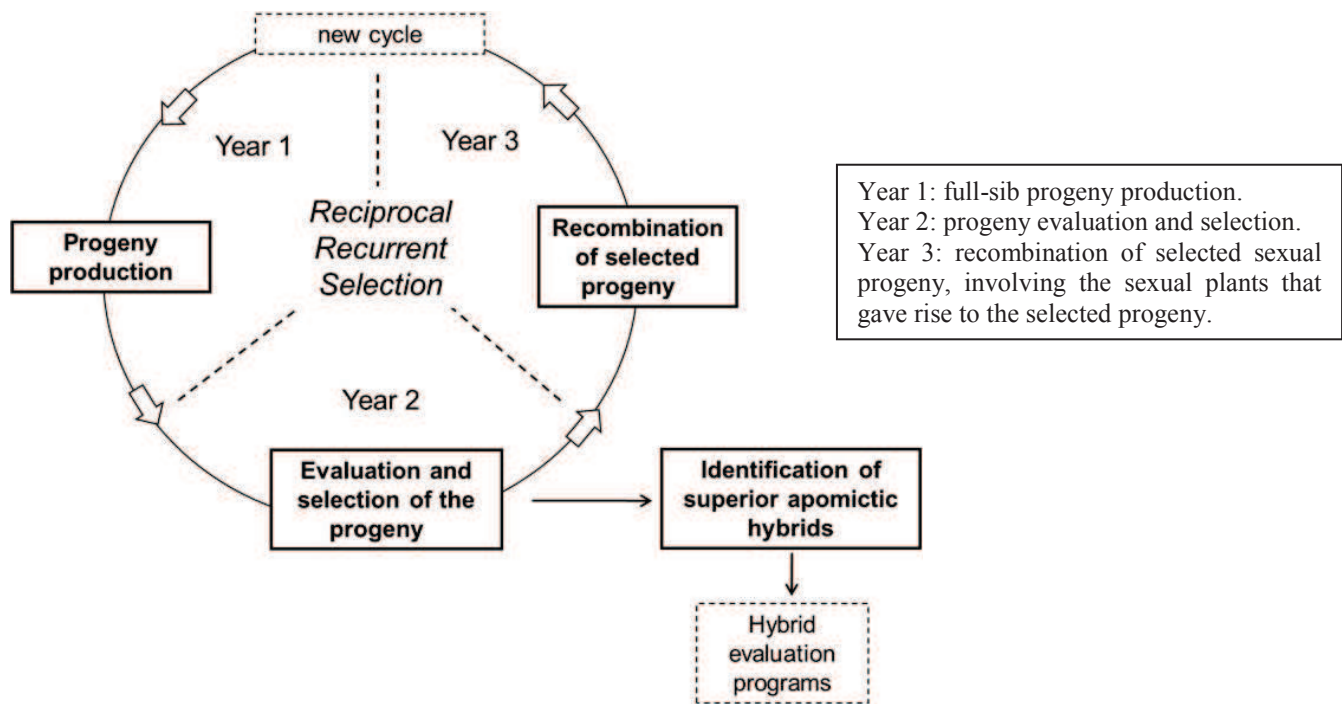 new cycle
Year 1
Year 3
Reciprocal
Recurrent
Selection
Progeny
production
Recombination
of selected
progeny
Year 2
Evaluation and
selection of the
progeny
Identification of
superior apomictic
hybrids
Hybrid
evaluation
programs
Year 1: full-sib progeny production.
Year 2: progeny evaluation and selection.
Year 3: recombination of selected sexual
progeny, involving the sexual plants that
gave rise to the selected progeny.